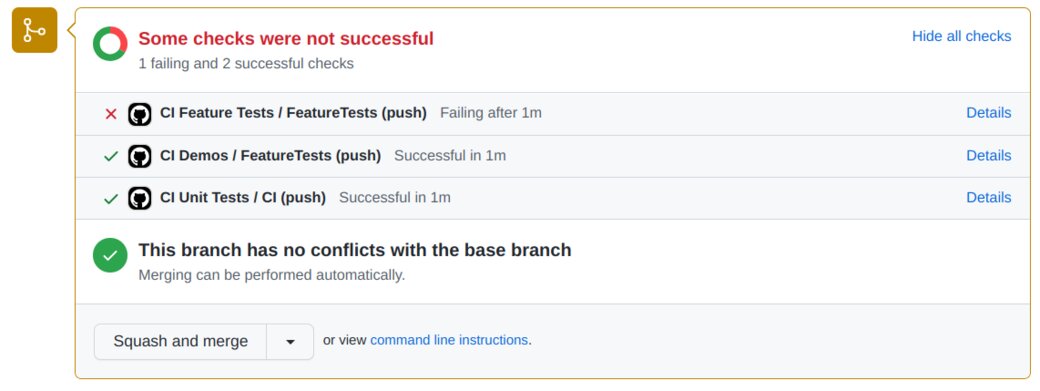 Some checks were not successful
Hide all checks
1 failing and 2 successful checks
CI Feature Tests / FeatureTests (push) Failing after 1m Details
CI Demos / FeatureTests (push) Successful in 1m Details
CI Unit Tests / CI (push) Successful in 1m Details
This branch has no conflicts with the base branch
Merging can be performed automatically.
Squash and merge or view command line instructions.